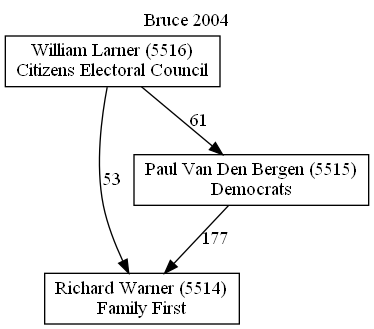 Bruce 2004
William Larner (5516)
Citizens Electoral Council
61
Paul Van Den Bergen (5515)
Democrats
53
177
Richard Warner (5514)
Family First